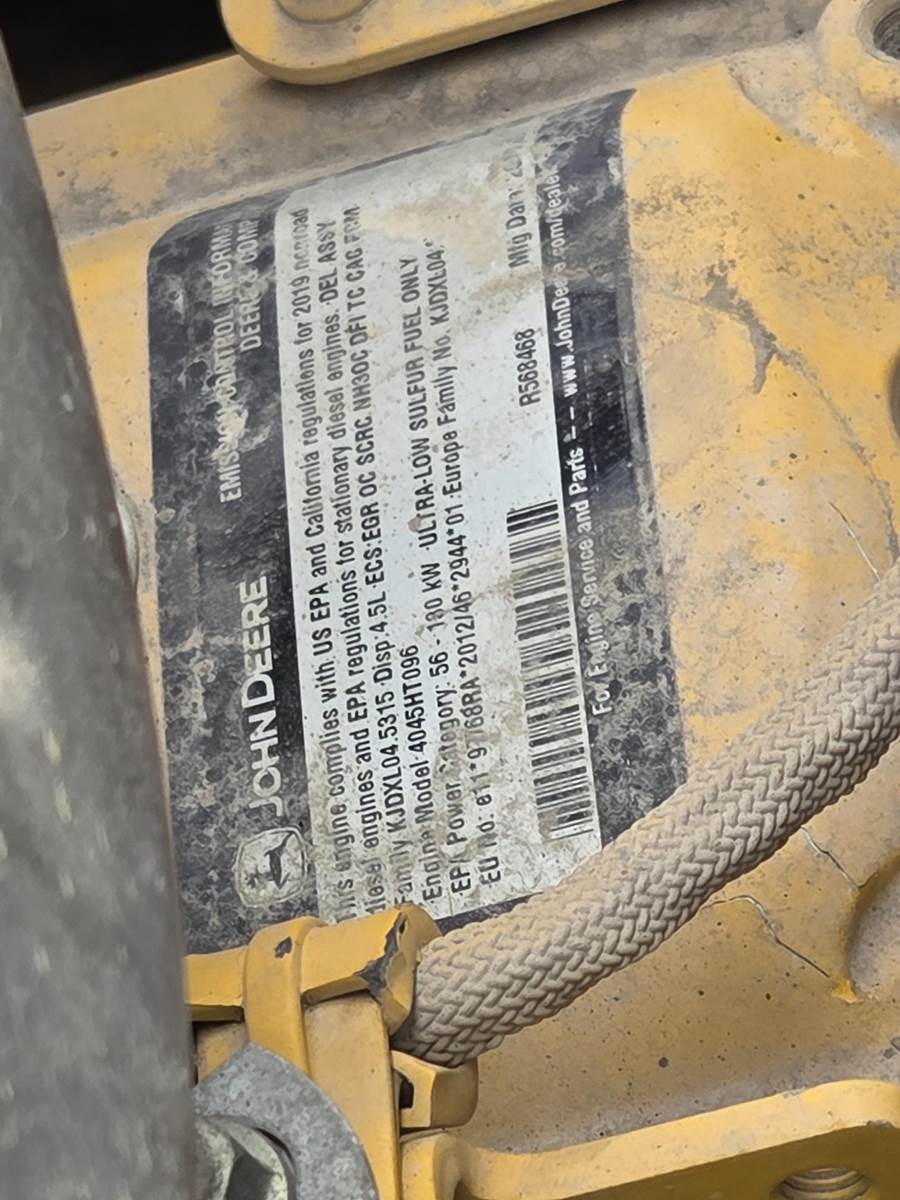 JOHN DEERE
EMISSION CONTROL INFORMATION
DEERE & COMP
This engine complies with US EPA and California regulations for 2019 nonroad
diesel engines and EPA regulations for stationary diesel engines. DEL ASSY
Family KJDXL04.5315 Disp 4.5L ECS:EGR OC SCRC NH3OC DFI TC CAC ECM
Engine Model 4045HT096
EPA Power Category: 56 - 130 KW ULTRA-LOW SULFUR FUEL ONLY
EU No: e11*97/68RA*2012/46*2944*01 Europe Family No. KJDXL04
R568468 Mfg Date
For Engine Service and Parts -- www.JohnDeere.com/dealer